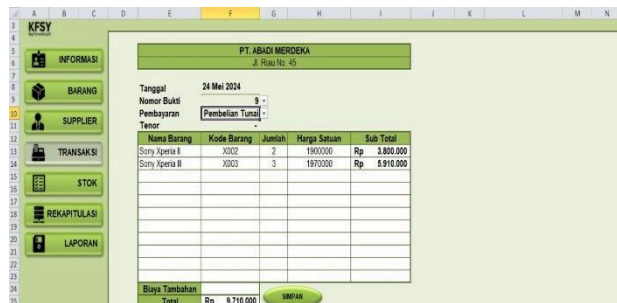 A B C D E F G H I J K L M N
KFSY
PT. ABADI MERDEKA
Jl. Riau No. 45
INFORMASI
BARANG
SUPPLIER
TRANSAKSI
STOK
REKAPITULASI
LAPORAN
Tanggal 24 Mei 2024
Nomor Bukti 9
Pembayaran Pembelian Tunai
Tenor -
Nama Barang Kode Barang Jumlah Harga Satuan Sub Total
Sony Xperia II X002 2 1900000 Rp 3.800.000
Sony Xperia III X003 3 1970000 Rp 5.910.000
Biaya Tambahan
Total Rp 9.710.000
SIMPAN